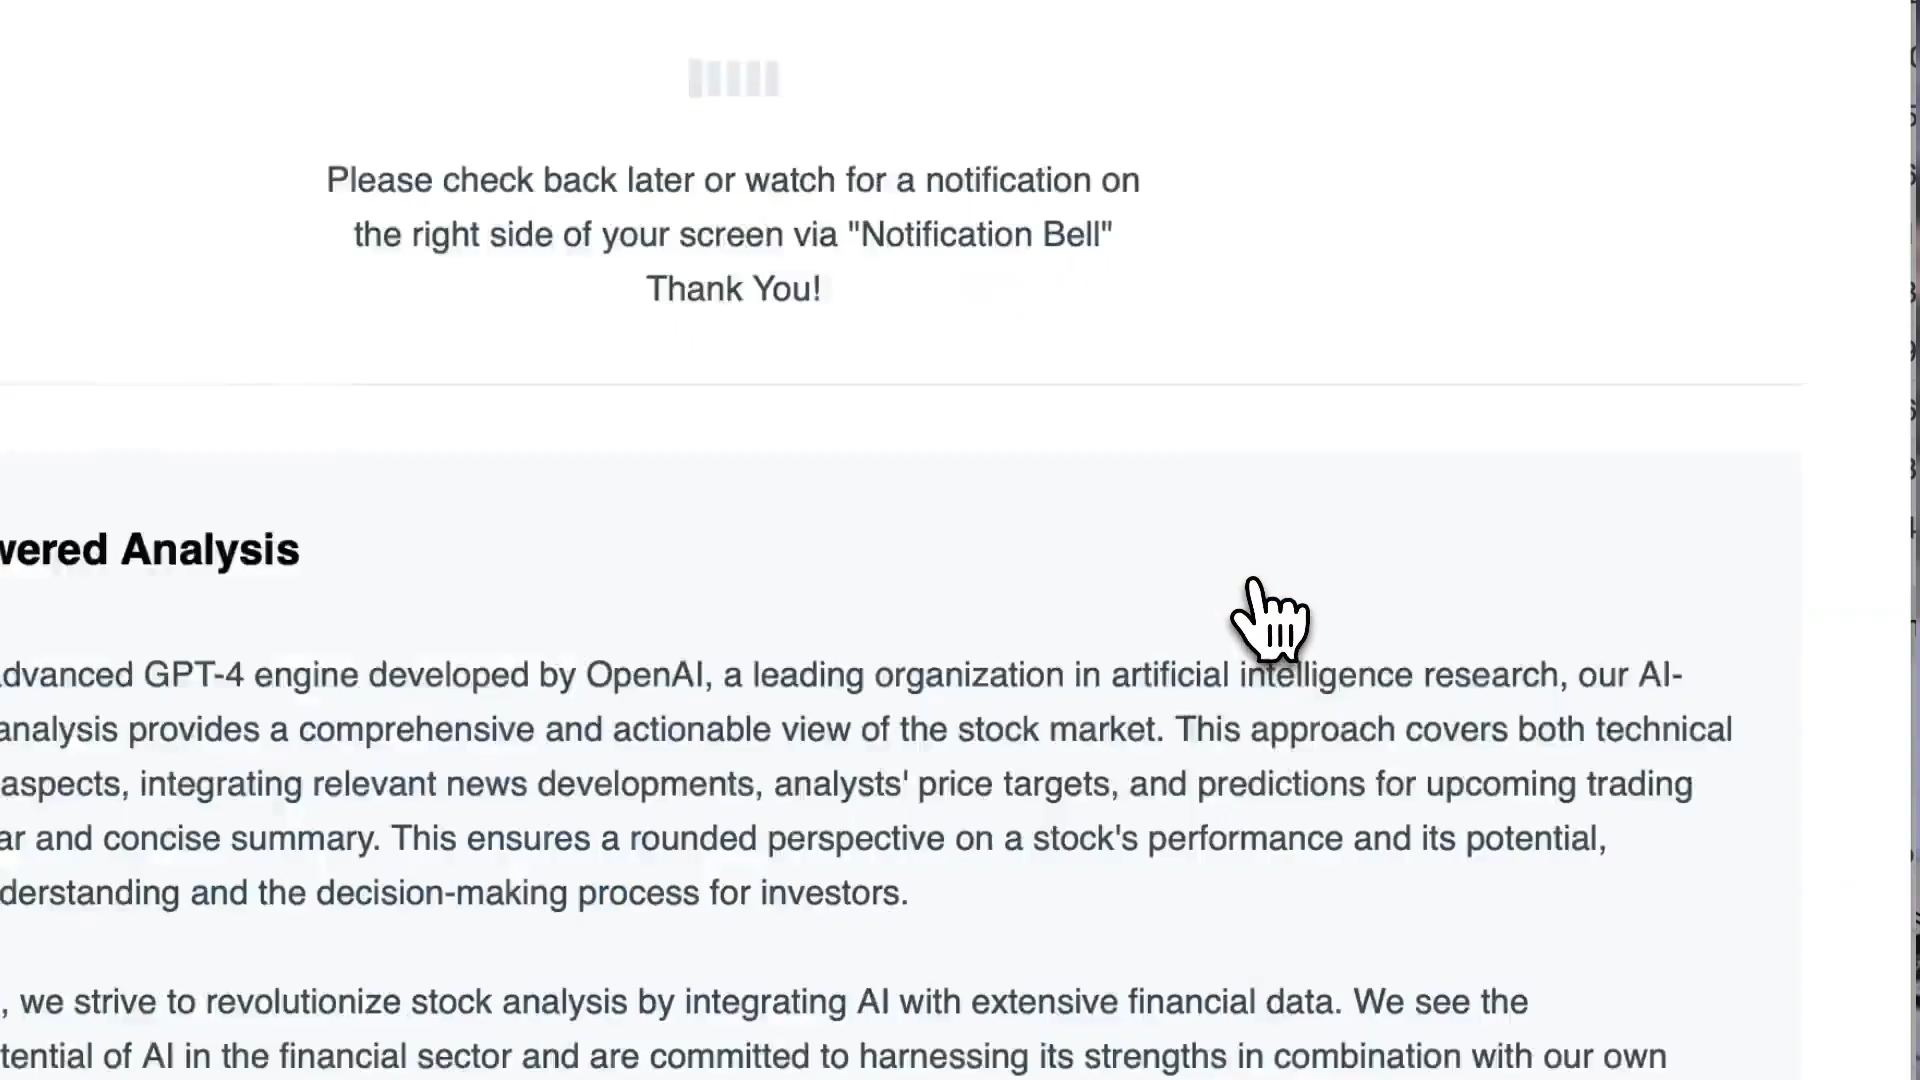 Please check back later or watch for a notification on
the right side of your screen via "Notification Bell"
Thank You!
wered Analysis
dvanced GPT-4 engine developed by OpenAI, a leading organization in artificial intelligence research, our AI-
analysis provides a comprehensive and actionable view of the stock market. This approach covers both technical
aspects, integrating relevant news developments, analysts' price targets, and predictions for upcoming trading
ar and concise summary. This ensures a rounded perspective on a stock's performance and its potential,
derstanding and the decision-making process for investors.
, we strive to revolutionize stock analysis by integrating AI with extensive financial data. We see the
tential of AI in the financial sector and are committed to harnessing its strengths in combination with our own